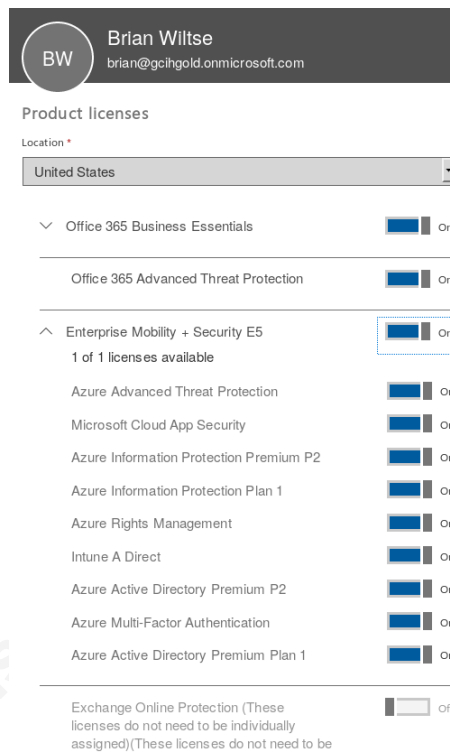 BW
Brian Wiltse
brian@gcihgold.onmicrosoft.com
Product licenses
Location *
United States
Office 365 Business Essentials
Office 365 Advanced Threat Protection
Enterprise Mobility + Security E5
1 of 1 licenses available
Azure Advanced Threat Protection
Microsoft Cloud App Security
Azure Information Protection Premium P2
Azure Information Protection Plan 1
Azure Rights Management
Intune A Direct
Azure Active Directory Premium P2
Azure Multi-Factor Authentication
Azure Active Directory Premium Plan 1
Exchange Online Protection (These
licenses do not need to be individually
assigned)(These licenses do not need to be